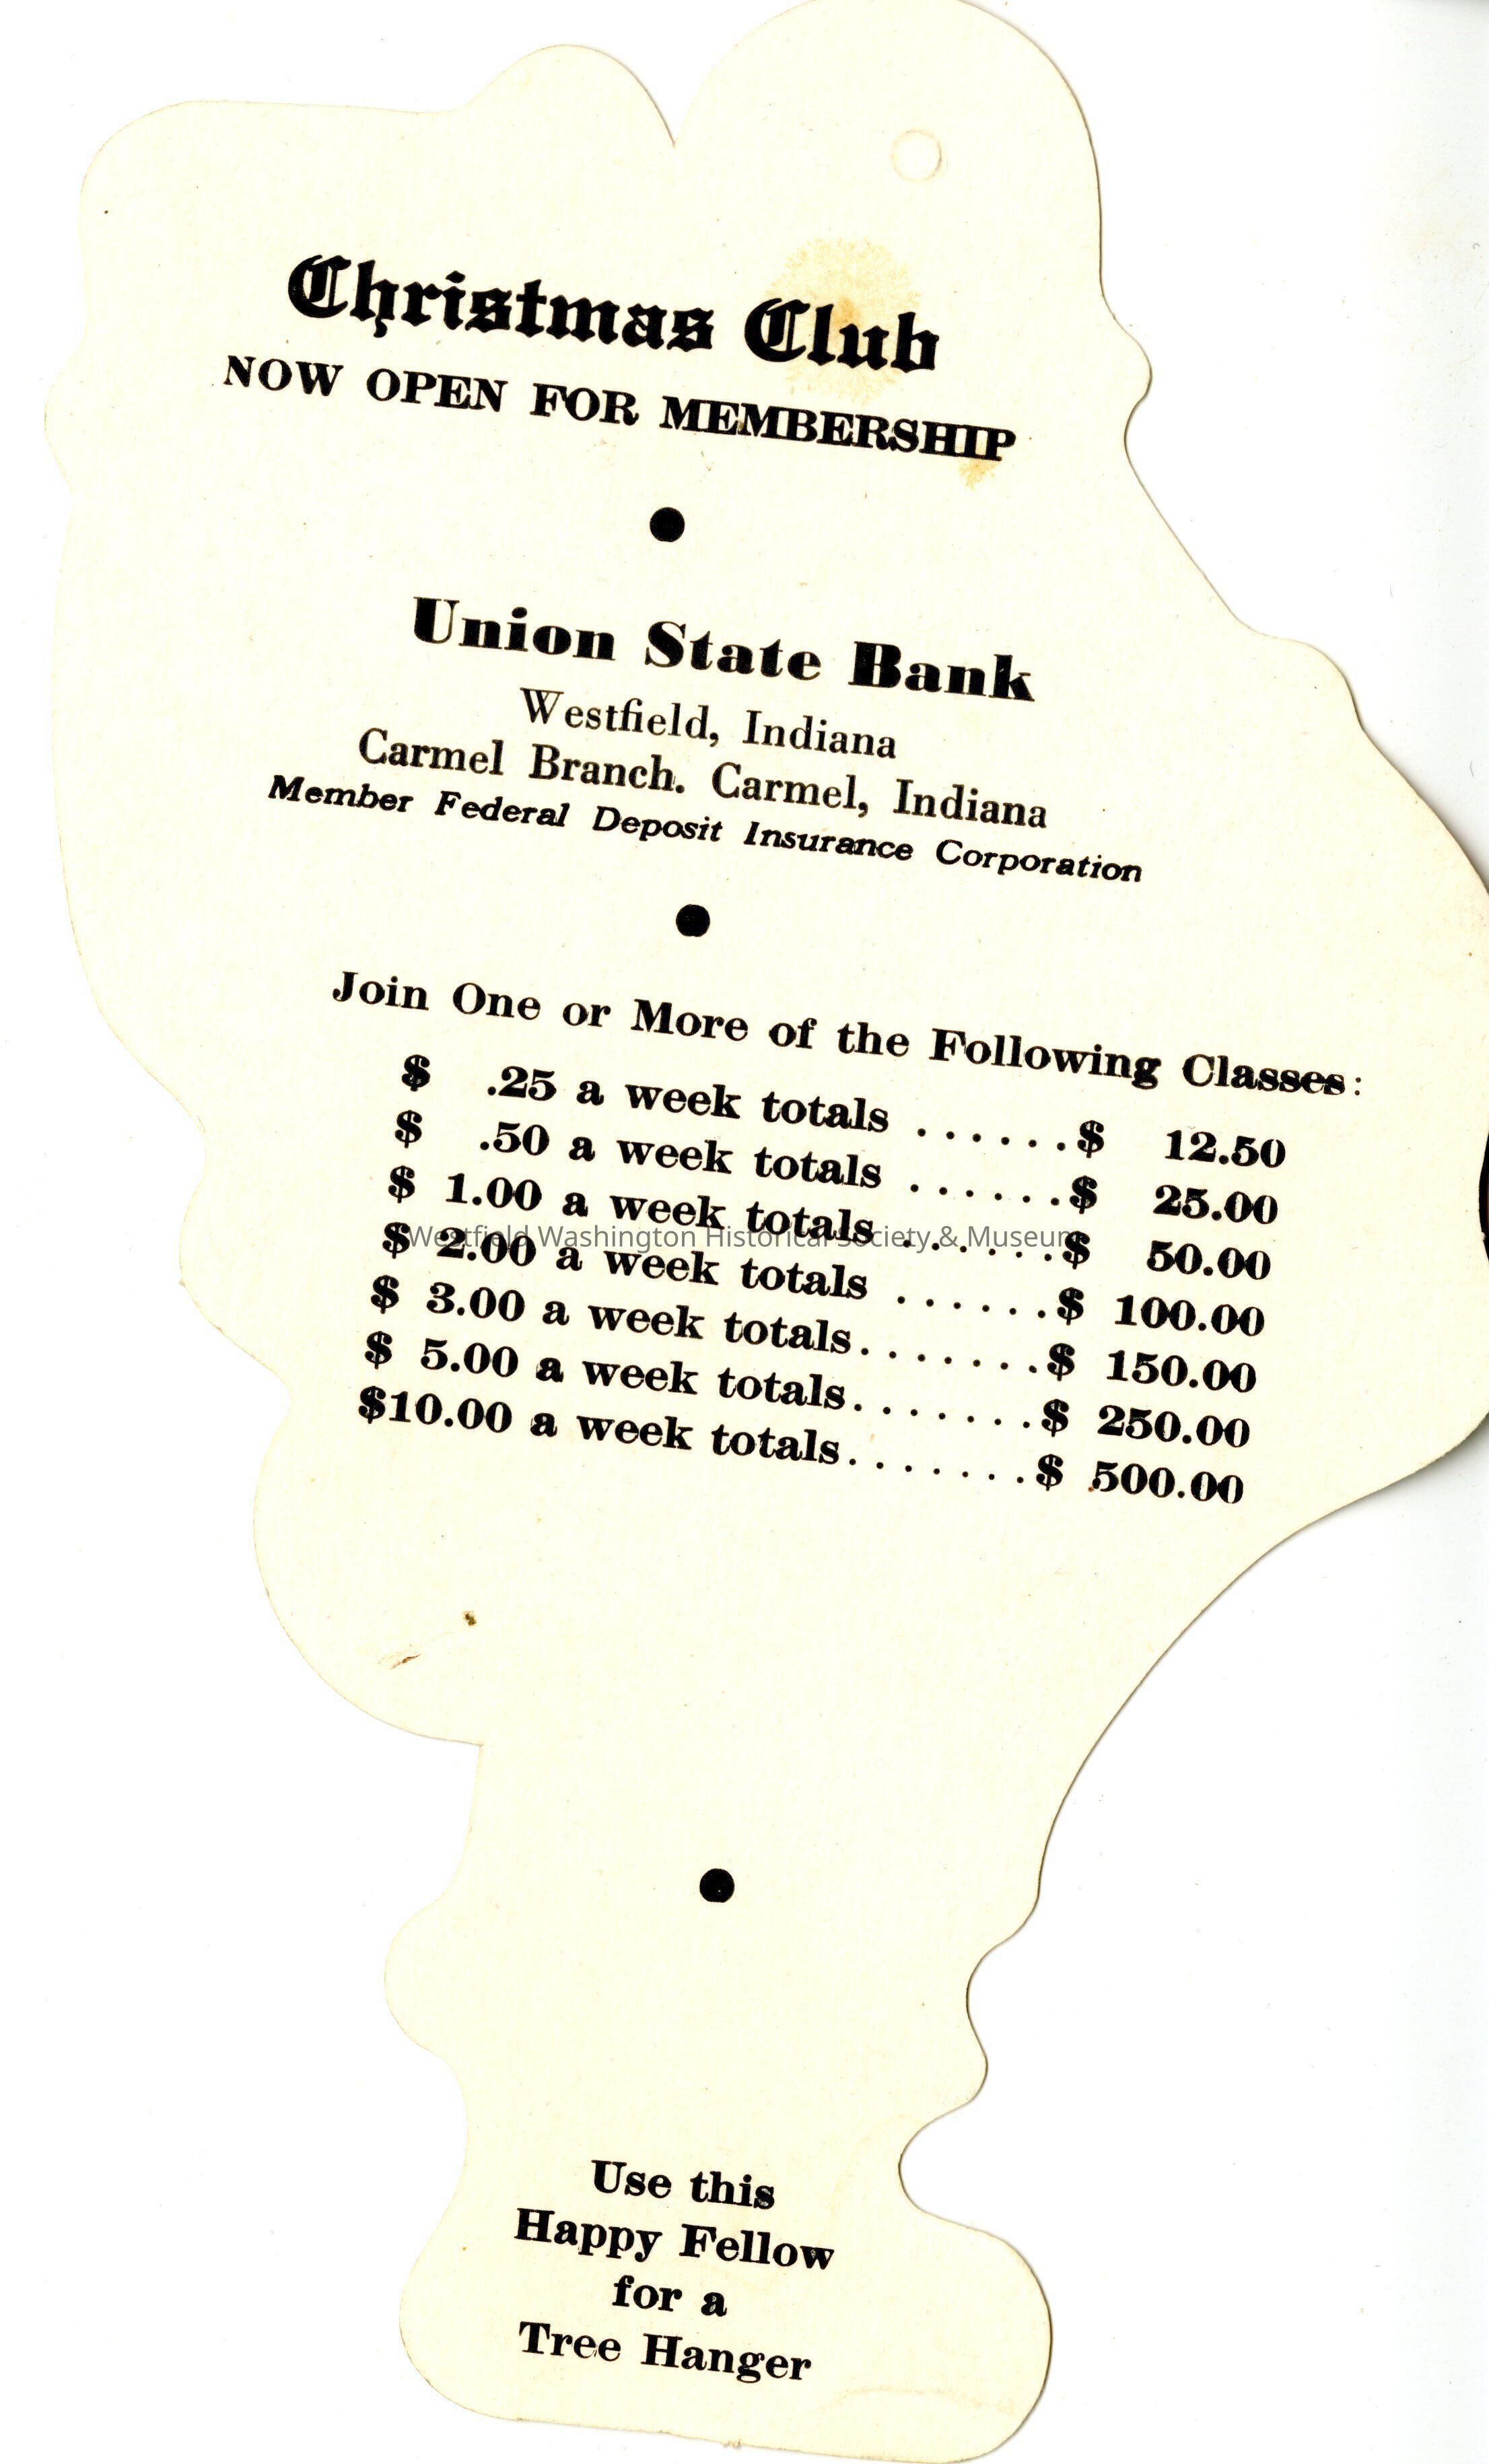 Christmas Club
NOW OPEN FOR MEMBERSHIP
Union State Bank
Westfield, Indiana
Carmel Branch. Carmel, Indiana
Member Federal Deposit Insurance Corporation
Join One or More of the Following Classes:
$ .25 a week totals ......$ 12.50
$ .50 a week totals ......$ 25.00
$ 1.00 a week totals ......$ 50.00
Westfield Washington Historical Society & Museum
$ 2.00 a week totals ......$ 100.00
$ 3.00 a week totals.......$ 150.00
$ 5.00 a week totals.......$ 250.00
$10.00 a week totals.......$ 500.00
Use this
Happy Fellow
for a
Tree Hanger